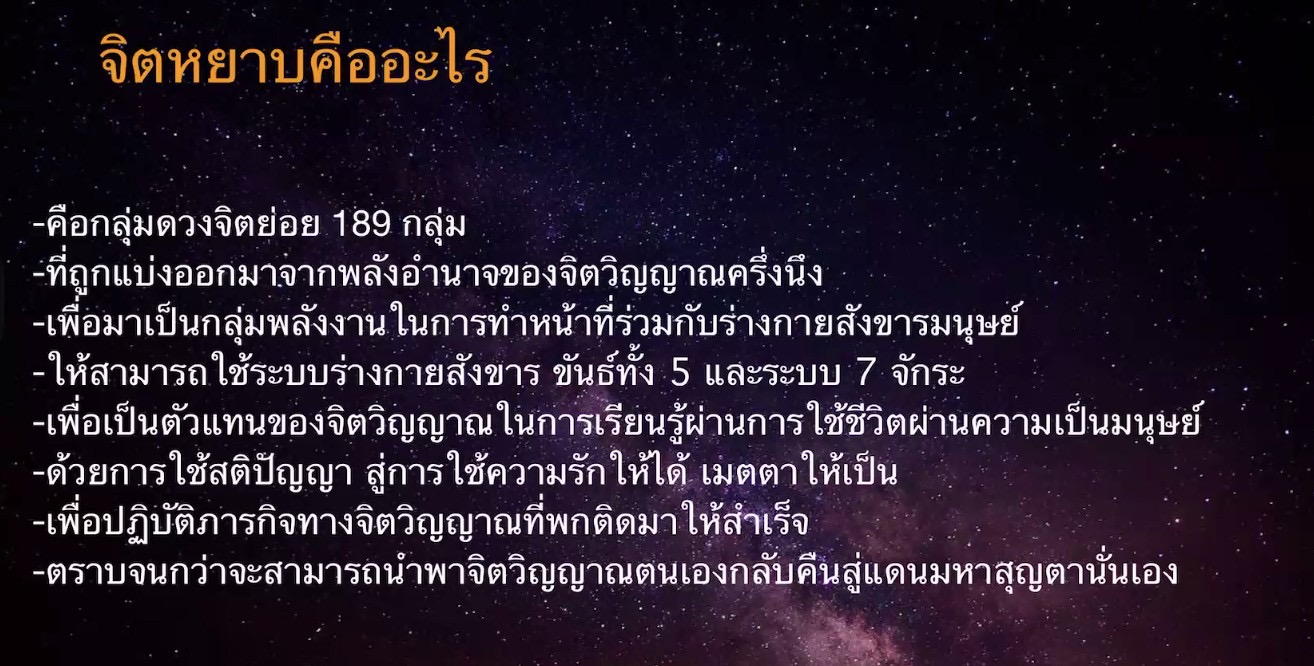 จิตหยาบคืออะไร
-คือกลุ่มดวงจิตย่อย 189 กลุ่ม
-ที่ถูกแบ่งออกมาจากพลังอำนาจของจิตวิญญาณครึ่งนึง
-เพื่อมาเป็นกลุ่มพลังงานในการทำหน้าที่ร่วมกับร่างกายสังขารมนุษย์
-ให้สามารถใช้ระบบร่างกายสังขาร ขันธ์ทั้ง 5 และระบบ 7 จักระ
-เพื่อเป็นตัวแทนของจิตวิญญาณในการเรียนรู้ผ่านการใช้ชีวิตผ่านความเป็นมนุษย์
-ด้วยการใช้สติปัญญา สู่การใช้ความรักให้ได้ เมตตาให้เป็น
-เพื่อปฏิบัติภารกิจทางจิตวิญญาณที่พกติดมาให้สำเร็จ
-ตราบจนกว่าจะสามารถนำพาจิตวิญญาณตนเองกลับคืนสู่แดนมหาสุญตานั่นเอง